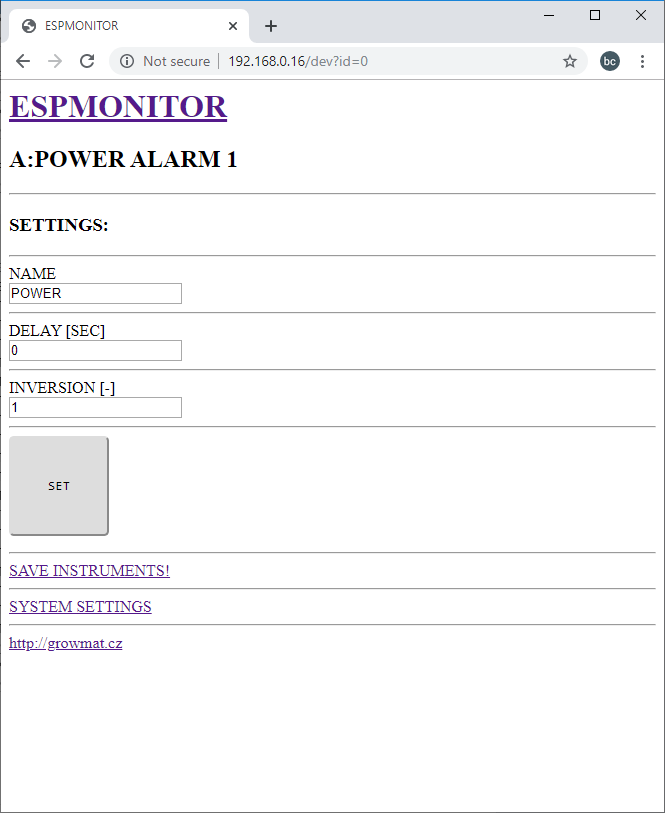 ESPMONITOR
Not secure | 192.168.0.16/dev?id=0
bc
ESPMONITOR
A:POWER ALARM 1
SETTINGS:
NAME
POWER
DELAY [SEC]
0
INVERSION [-]
1
SET
SAVE INSTRUMENTS!
SYSTEM SETTINGS
http://growmat.cz